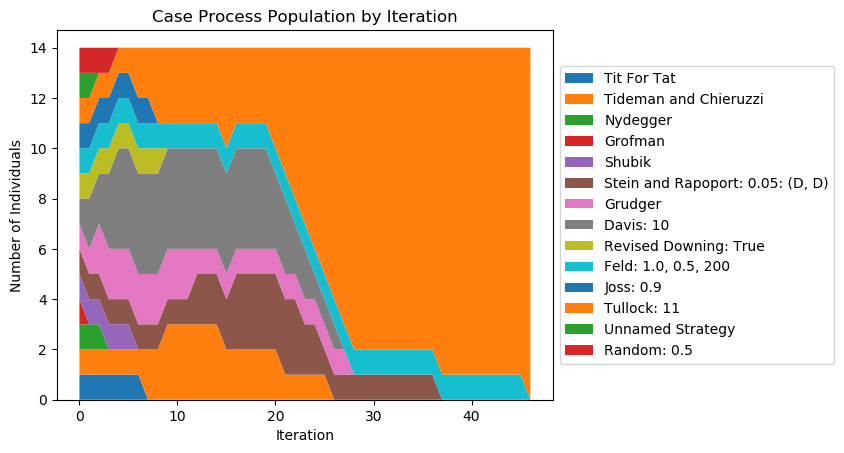 Case Process Population by Iteration
Number of Individuals
14
12
10
8
6
4
2
0
0 10 20 30 40
Iteration
Tit For Tat
Tideman and Chieruzzi
Nydegger
Grofman
Shubik
Stein and Rapoport: 0.05: (D, D)
Grudger
Davis: 10
Revised Downing: True
Feld: 1.0, 0.5, 200
Joss: 0.9
Tullock: 11
Unnamed Strategy
Random: 0.5